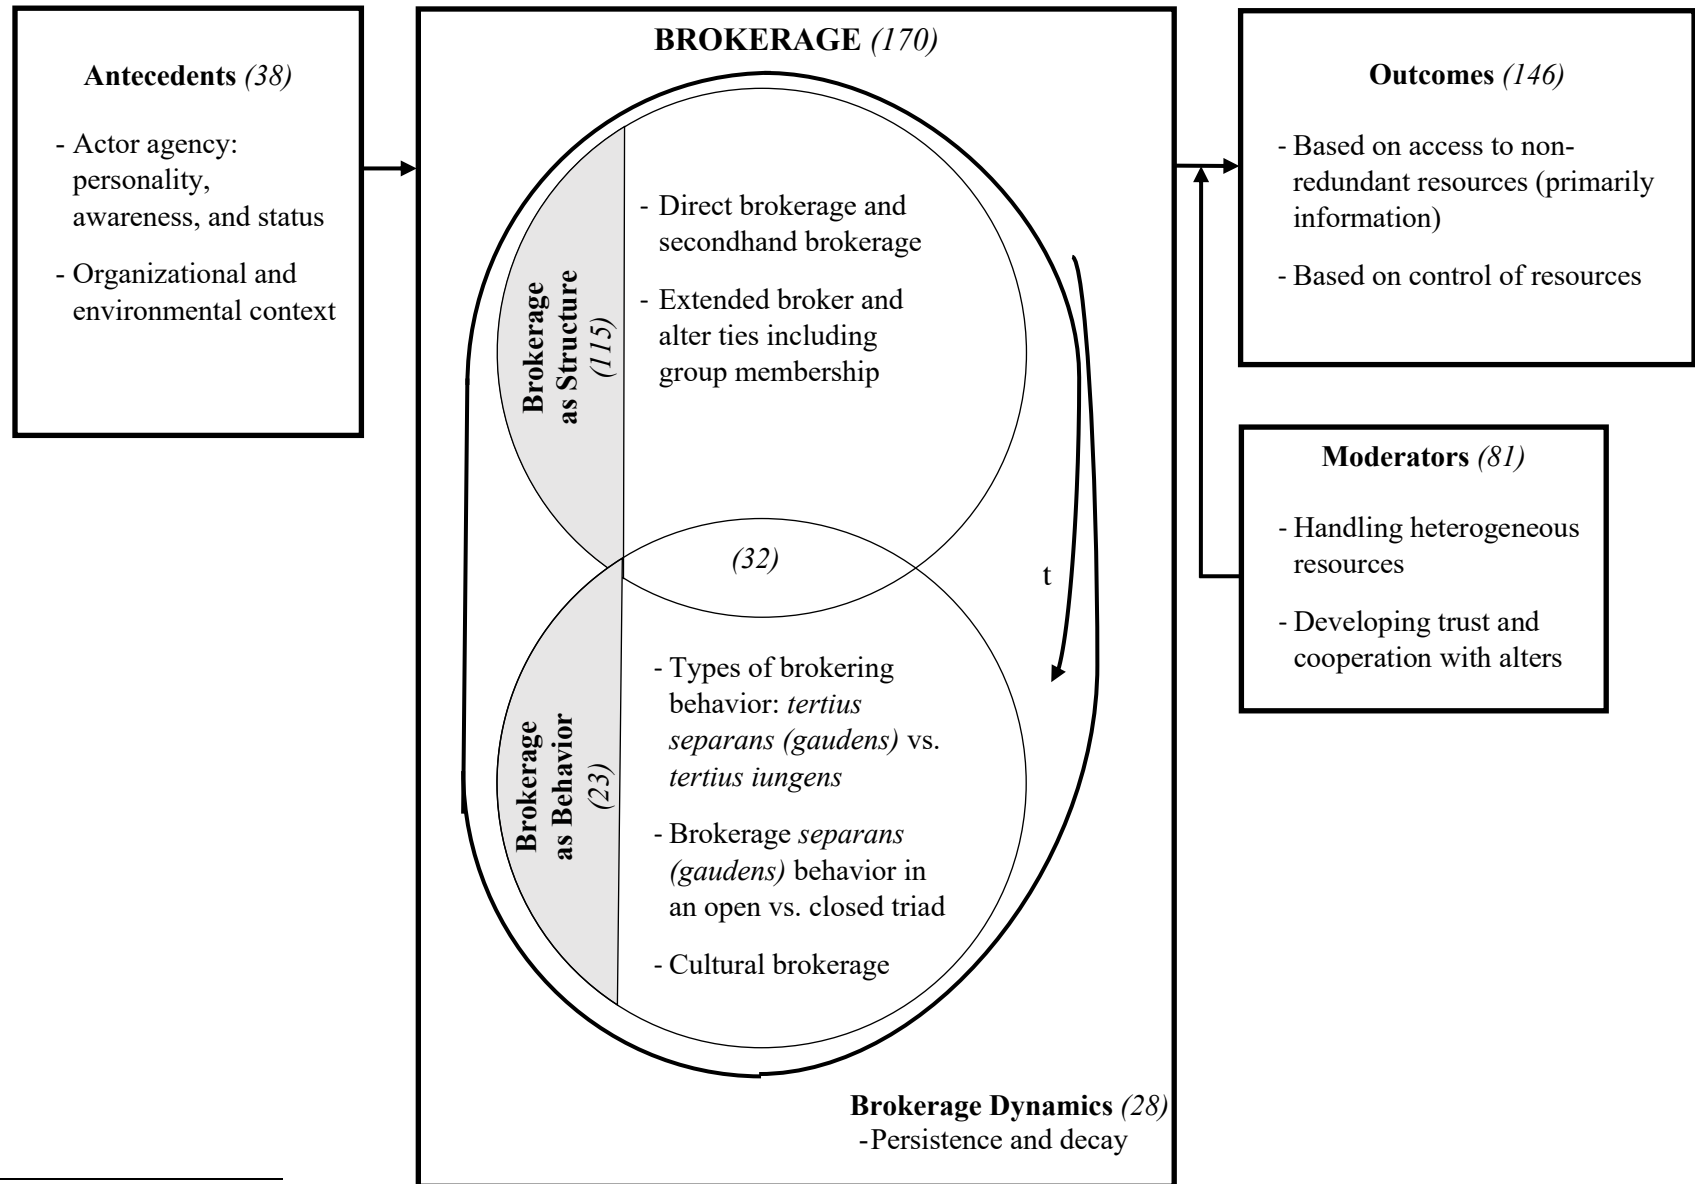 Antecedents (38)
- Actor agency:
personality,
awareness, and status
- Organizational and
environmental context
BROKERAGE (170)
Brokerage
as Structure
(115)
- Direct brokerage and
secondhand brokerage
- Extended broker and
alter ties including
group membership
(32)
t
Brokerage
as Behavior
(23)
- Types of brokering
behavior: tertius
separans (gaudens) vs.
tertius iungens
- Brokerage separans
(gaudens) behavior in
an open vs. closed triad
- Cultural brokerage
Brokerage Dynamics (28)
-Persistence and decay
Outcomes (146)
- Based on access to non-
redundant resources (primarily
information)
- Based on control of resources
Moderators (81)
- Handling heterogeneous
resources
- Developing trust and
cooperation with alters